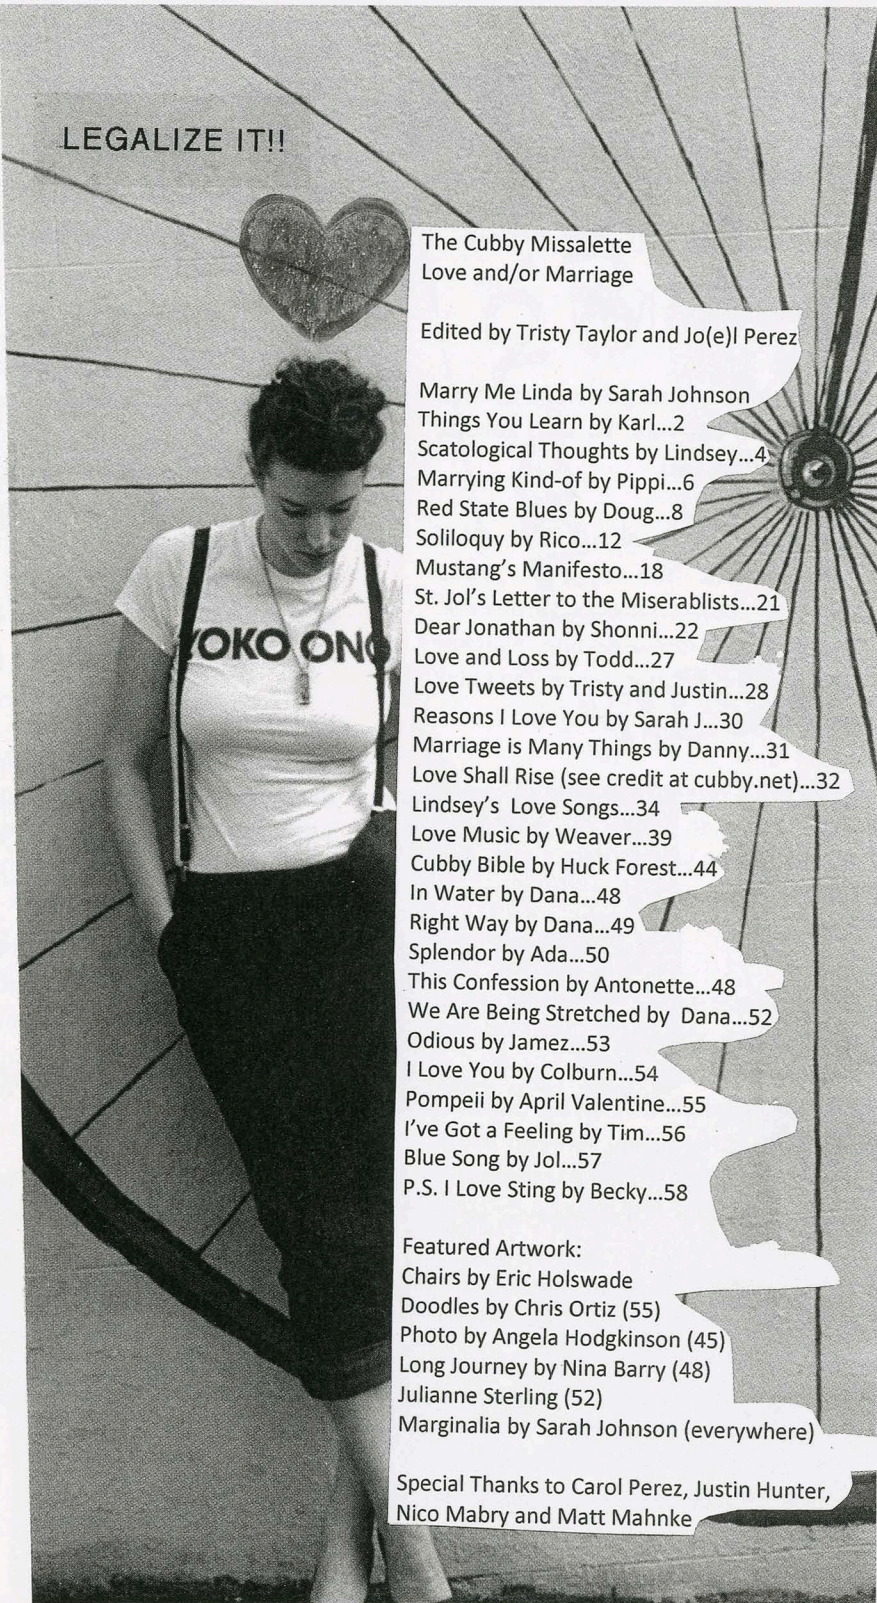 LEGALIZE IT!!
The Cubby Missalette
Love and/or Marriage
Edited by Tristy Taylor and Jo(e)l Perez
Marry Me Linda by Sarah Johnson
Things You Learn by Karl...2
Scatological Thoughts by Lindsey...4
Marrying Kind-of by Pippi...6
Red State Blues by Doug...8
Soliloquy by Rico...12
Mustang's Manifesto...18
St. Jol's Letter to the Miserablists...21
Dear Jonathan by Shonni...22
Love and Loss by Todd...27
Love Tweets by Tristy and Justin...28
Reasons I Love You by Sarah J...30
Marriage is Many Things by Danny...31
Love Shall Rise (see credit at cubby.net)...32
Lindsey's  Love Songs...34
Love Music by Weaver...39
Cubby Bible by Huck Forest...44
In Water by Dana...48
Right Way by Dana...49
Splendor by Ada...50
This Confession by Antonette...48
We Are Being Stretched by  Dana...52
Odious by Jamez...53
I Love You by Colburn...54
Pompeii by April Valentine...55
I've Got a Feeling by Tim...56
Blue Song by Jol...57
P.S. I Love Sting by Becky...58
Featured Artwork:
Chairs by Eric Holswade
Doodles by Chris Ortiz (55)
Photo by Angela Hodgkinson (45)
Long Journey by Nina Barry (48)
Julianne Sterling (52)
Marginalia by Sarah Johnson (everywhere)
Special Thanks to Carol Perez, Justin Hunter,
Nico Mabry and Matt Mahnke
YOKO ONO